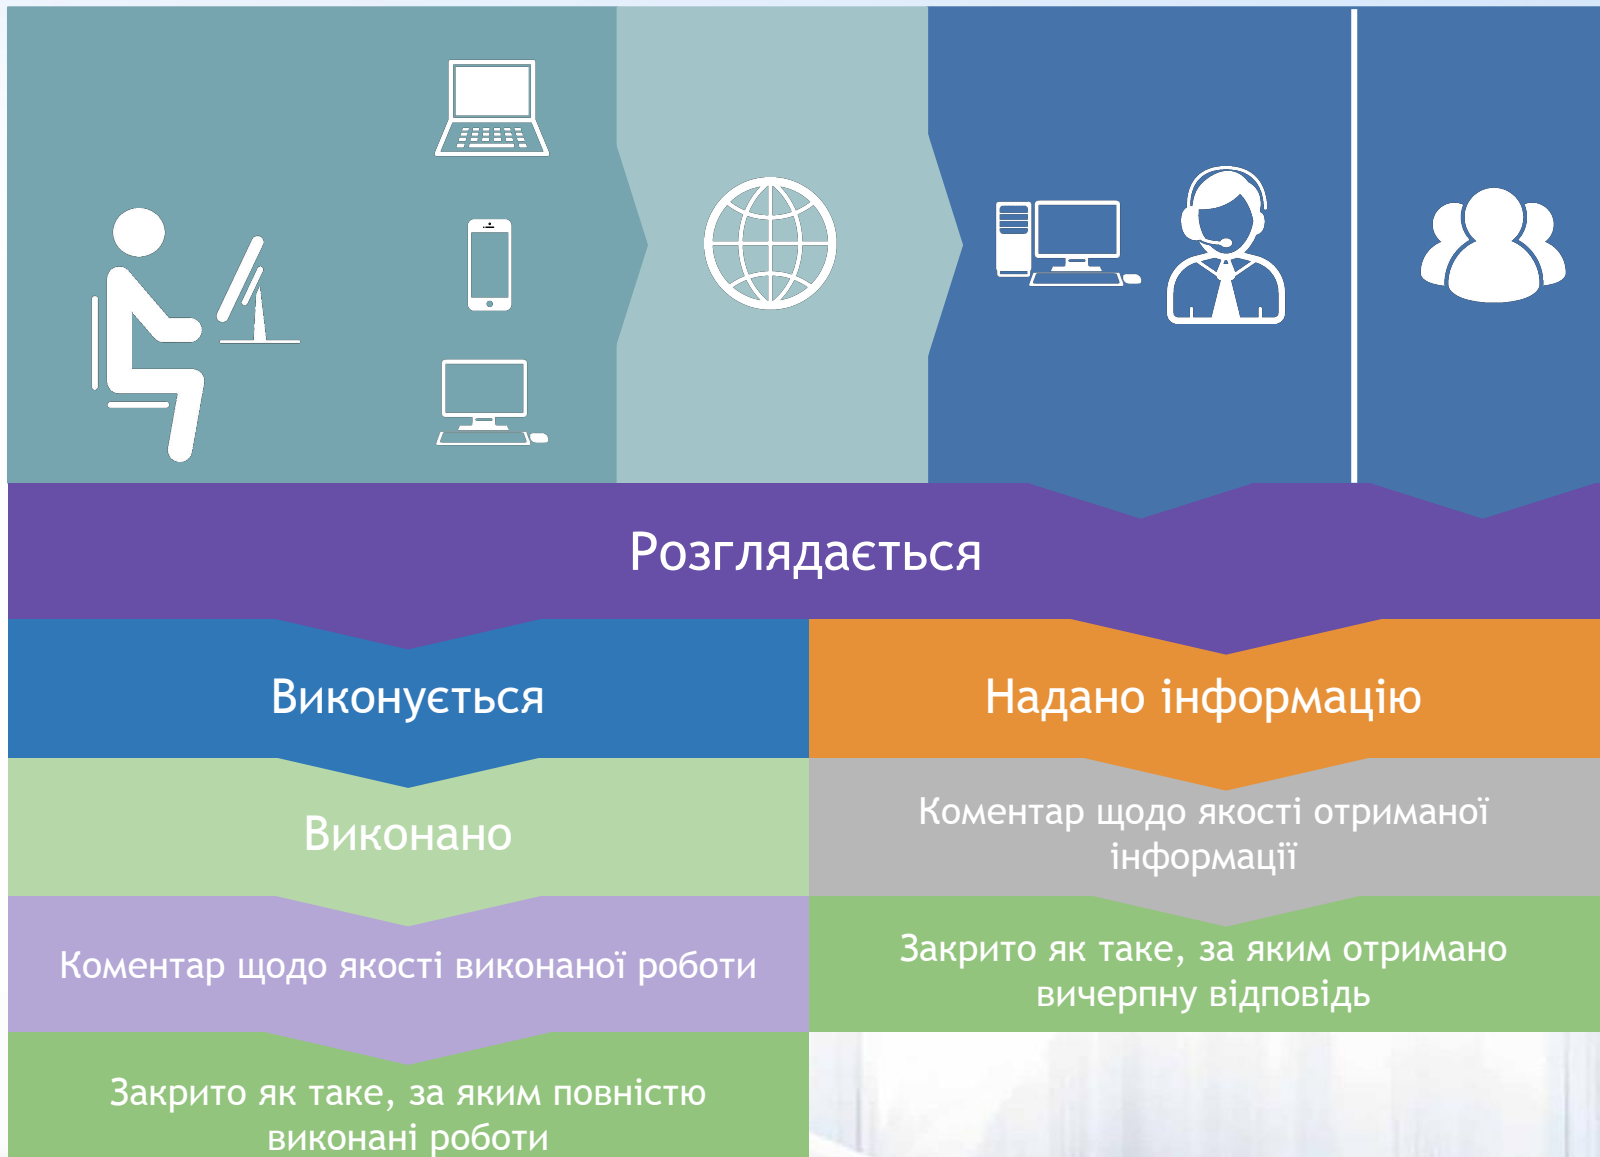 Розглядається
Виконується
Надано інформацію
Виконано
Коментар щодо якості отриманої
інформації
Коментар щодо якості виконаної роботи
Закрито як таке, за яким отримано
вичерпну відповідь
Закрито як таке, за яким повністю
виконані роботи